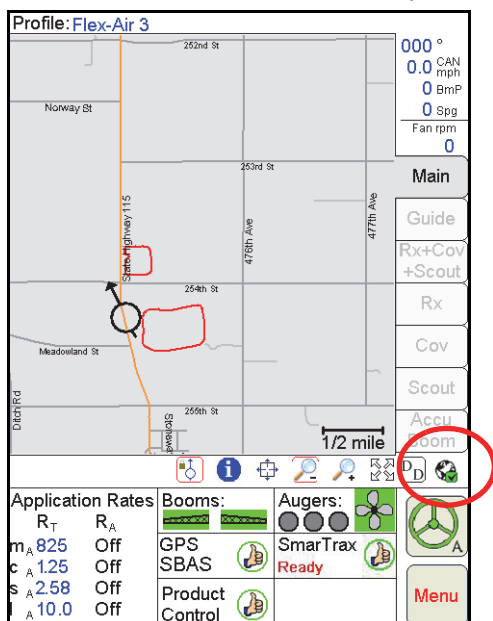 Profile: Flex-Air 3
252nd St
Norway St
253rd St
State Highway 115
476th Ave
477th Ave
254th St
Meadowland St
Ditch Rd
255th St
1/2 mile
000 °
0.0 CAN mph
0 BmP
0 Spg
Fan rpm
0
Main
Guide
Rx+Cov
+Scout
Rx
Cov
Scout
Accu
Boom
DD
Application Rates
RT RA
mA 825 Off
c A 1.25 Off
s A 2.58 Off
l A 10.0 Off
Booms:
GPS
SBAS
Product
Control
Augers:
SmarTrax
Ready
A
Menu